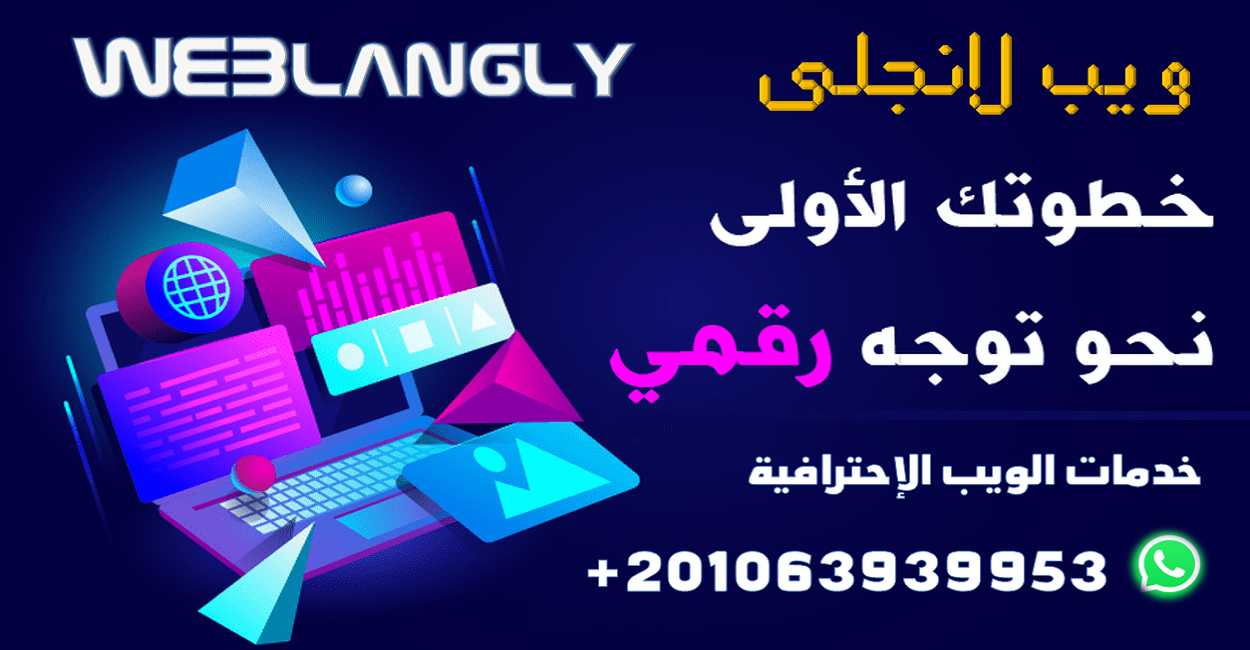 WEBLANGLY
ويب لانجلى
خطوتك الأولى
نحو توجه رقمي
خدمات الويب الإحترافية
+201063939953